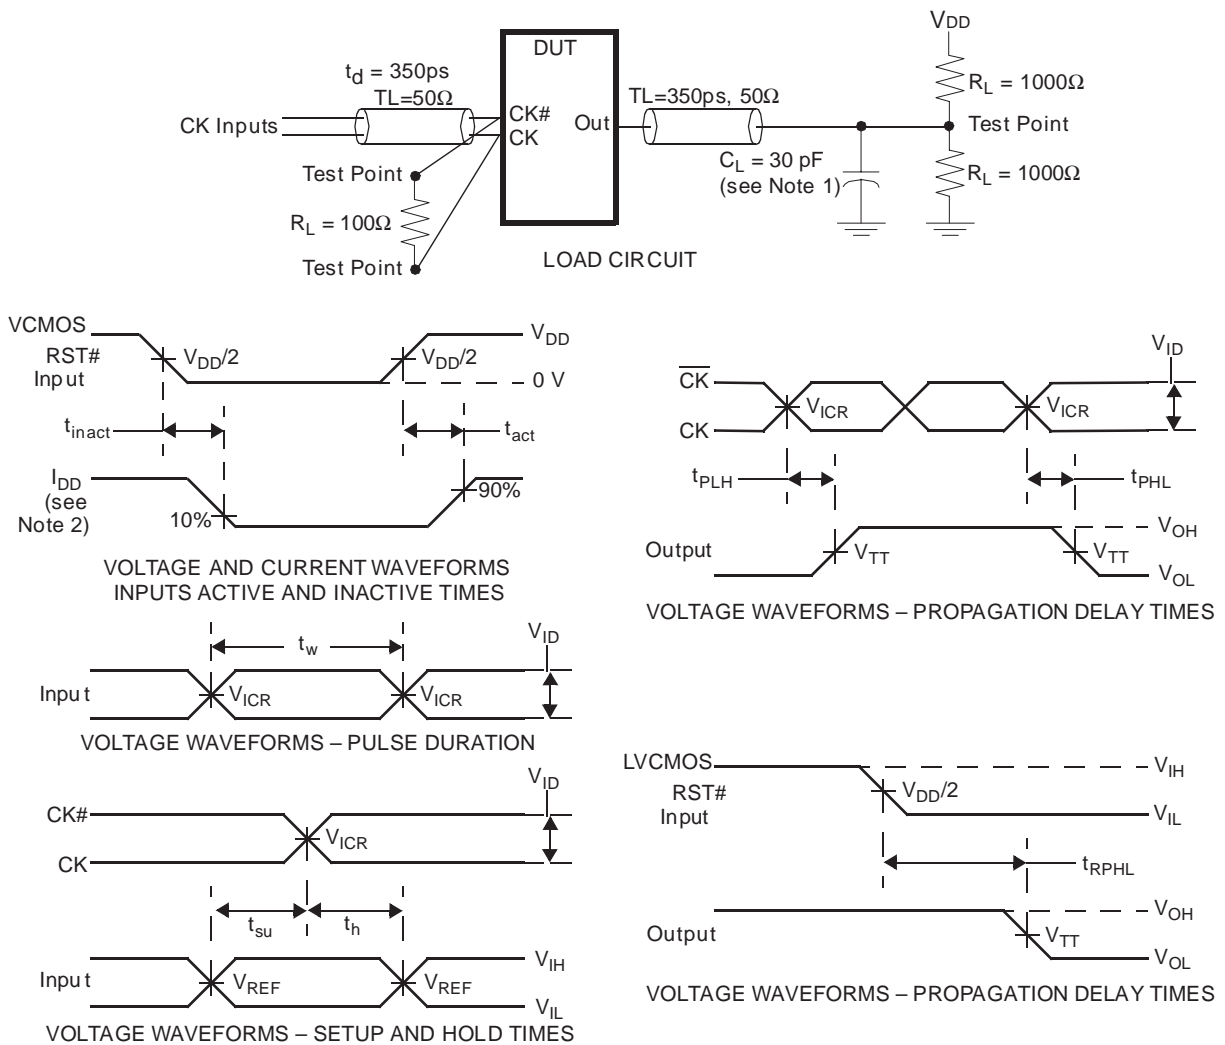 V_DD
DUT
t_d = 350ps
TL=50Ω
TL=350ps, 50Ω
R_L = 1000Ω
CK Inputs
CK#
CK
Out
Test Point
C_L = 30 pF
(see Note 1)
R_L = 1000Ω
Test Point
R_L = 100Ω
Test Point
LOAD CIRCUIT
VCMOS
RST#
Input
V_DD/2
V_DD/2
V_DD
0 V
t_inact
t_act
I_DD
(see
Note 2)
10%
90%
VOLTAGE AND CURRENT WAVEFORMS
INPUTS ACTIVE AND INACTIVE TIMES
V_ID
C̅K̅
CK
V_ICR
V_ICR
t_PLH
t_PHL
Output
V_TT
V_TT
V_OH
V_OL
VOLTAGE WAVEFORMS – PROPAGATION DELAY TIMES
t_w
V_ID
Input
V_ICR
V_ICR
VOLTAGE WAVEFORMS – PULSE DURATION
V_ID
CK#
CK
V_ICR
t_su
t_h
Input
V_REF
V_REF
V_IH
V_IL
VOLTAGE WAVEFORMS – SETUP AND HOLD TIMES
LVCMOS
RST#
Input
V_DD/2
V_IH
V_IL
t_RPHL
Output
V_TT
V_OH
V_OL
VOLTAGE WAVEFORMS – PROPAGATION DELAY TIMES